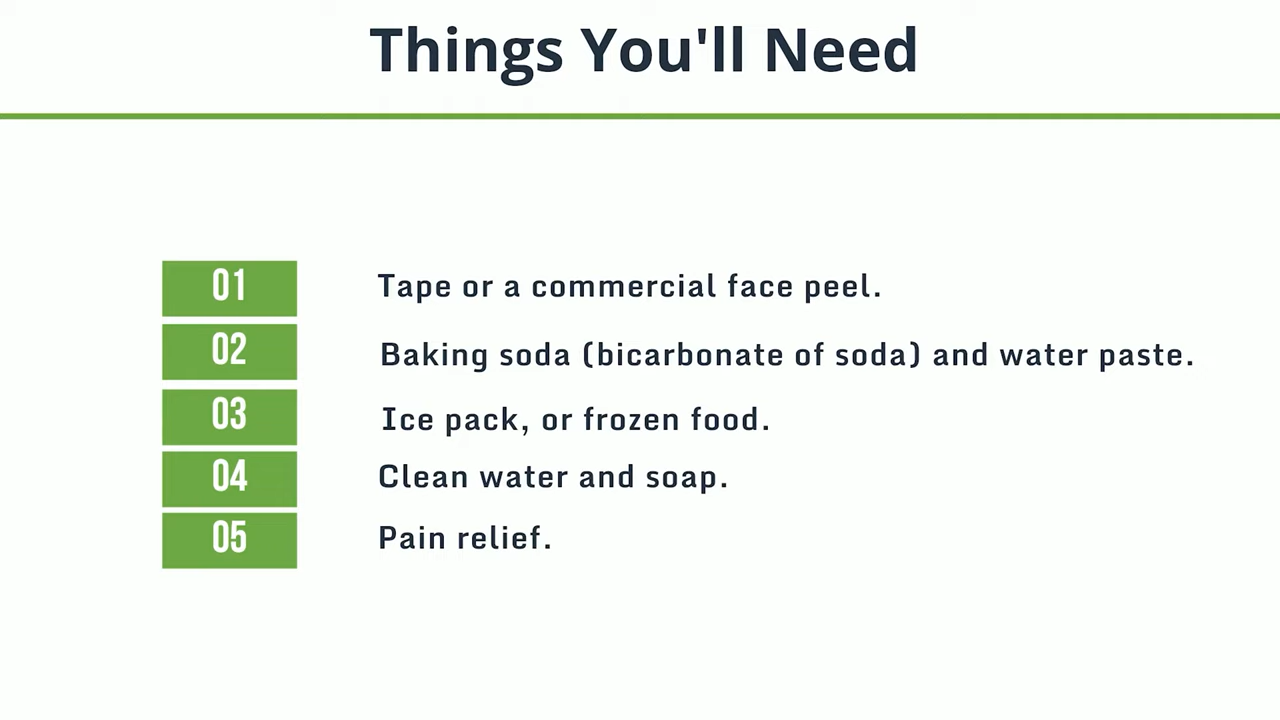 Things You'll Need
01 Tape or a commercial face peel.
02 Baking soda (bicarbonate of soda) and water paste.
03 Ice pack, or frozen food.
04 Clean water and soap.
05 Pain relief.